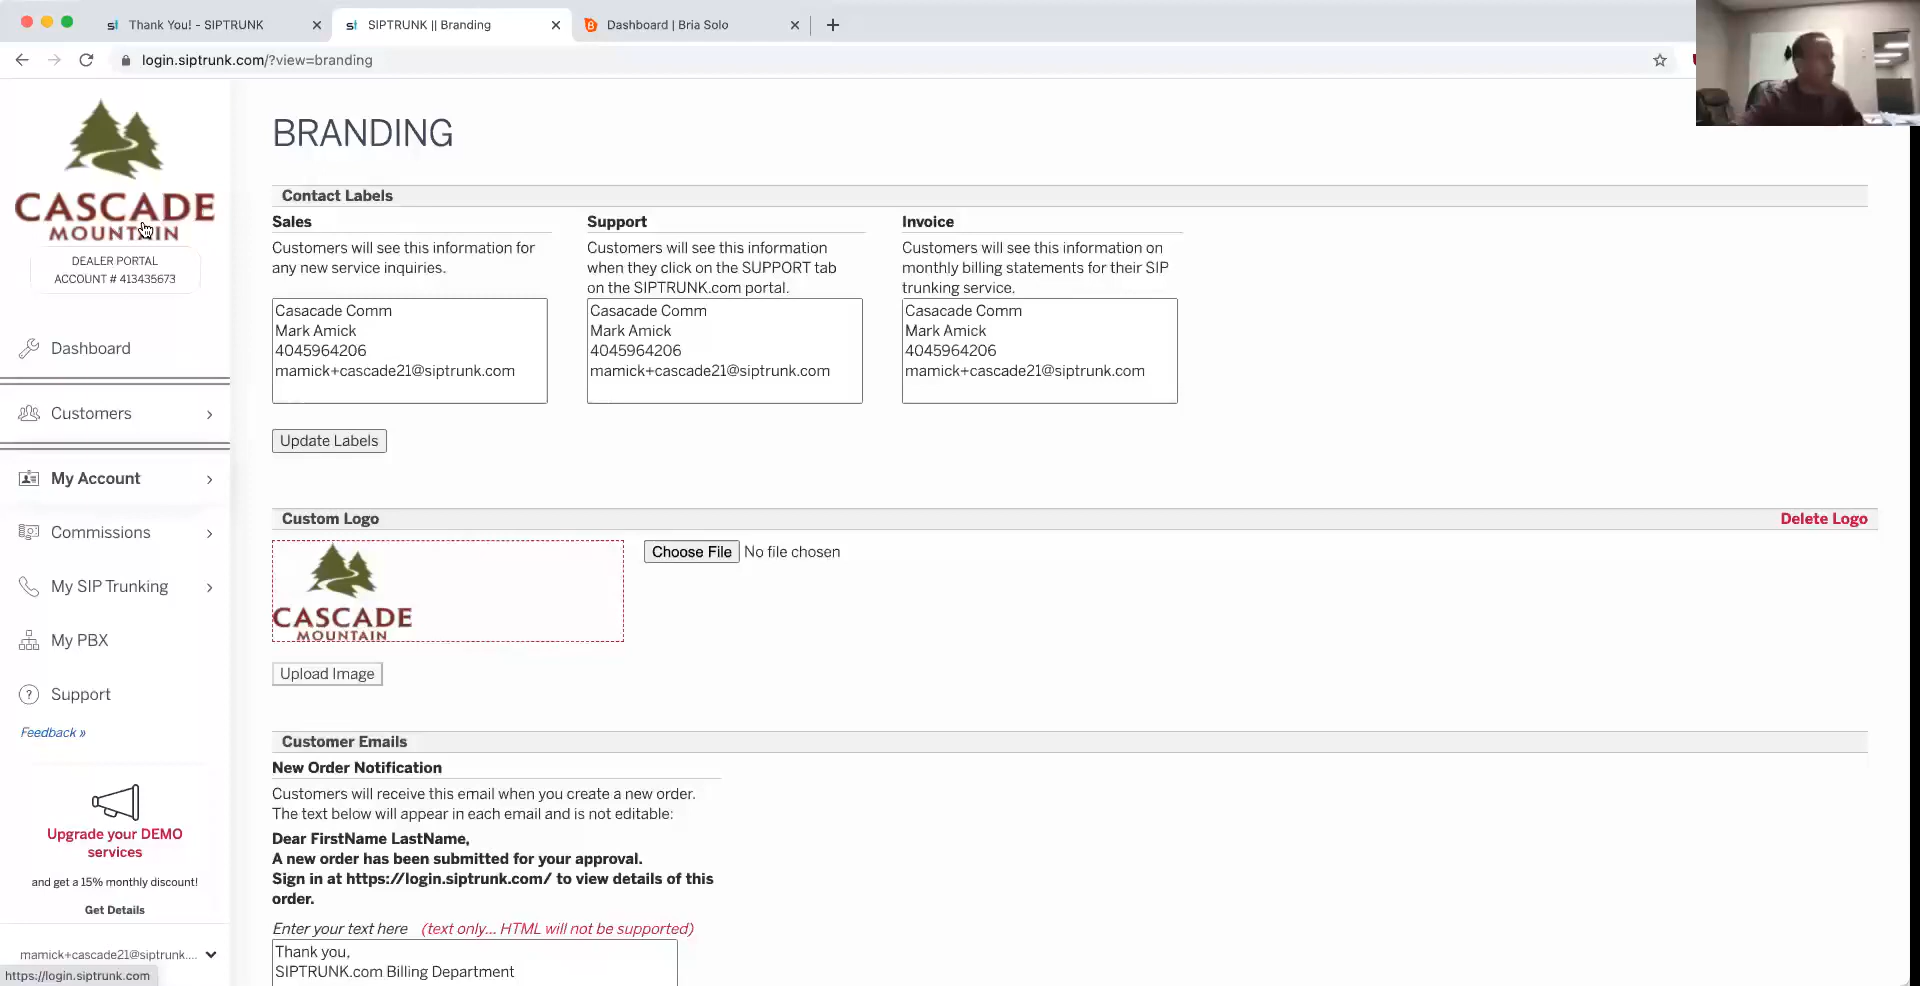 Thank You! - SIPTRUNK
SIPTRUNK || Branding
Dashboard | Bria Solo
login.siptrunk.com/?view=branding
CASCADE
MOUNTAIN
DEALER PORTAL
ACCOUNT # 413435673
Dashboard
Customers
My Account
Commissions
My SIP Trunking
My PBX
Support
Feedback »
Upgrade your DEMO
services
and get a 15% monthly discount!
Get Details
mamick+cascade21@siptrunk....
https://login.siptrunk.com
BRANDING
Contact Labels
Sales
Customers will see this information for
any new service inquiries.
Casacade Comm
Mark Amick
4045964206
mamick+cascade21@siptrunk.com
Support
Customers will see this information
when they click on the SUPPORT tab
on the SIPTRUNK.com portal.
Casacade Comm
Mark Amick
4045964206
mamick+cascade21@siptrunk.com
Invoice
Customers will see this information on
monthly billing statements for their SIP
trunking service.
Casacade Comm
Mark Amick
4045964206
mamick+cascade21@siptrunk.com
Update Labels
Custom Logo
Delete Logo
CASCADE
MOUNTAIN
Choose File No file chosen
Upload Image
Customer Emails
New Order Notification
Customers will receive this email when you create a new order.
The text below will appear in each email and is not editable:
Dear FirstName LastName,
A new order has been submitted for your approval.
Sign in at https://login.siptrunk.com/ to view details of this
order.
Enter your text here (text only... HTML will not be supported)
Thank you,
SIPTRUNK.com Billing Department